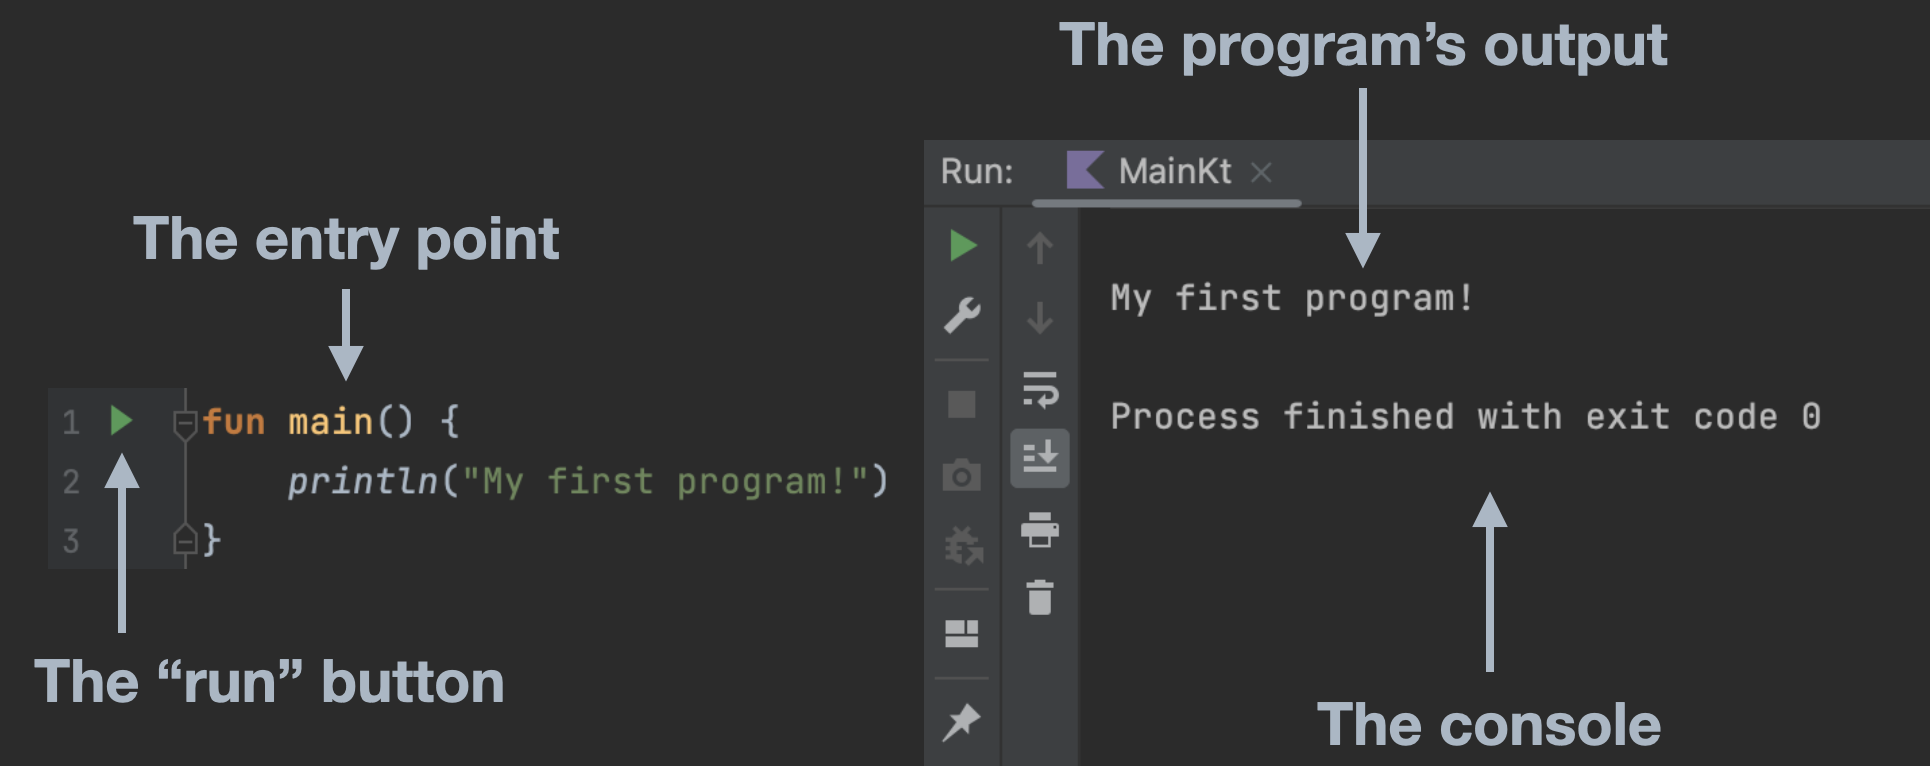 The program’s output
Run: MainKt
The entry point
My first program!
Process finished with exit code 0
1 fun main() {
2 println("My first program!")
3 }
The “run” button
The console